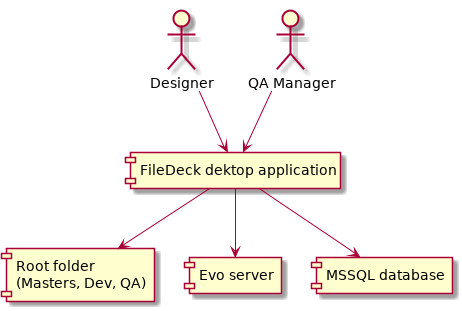 Designer
QA Manager
FileDeck dektop application
Root folder
(Masters, Dev, QA)
Evo server
MSSQL database